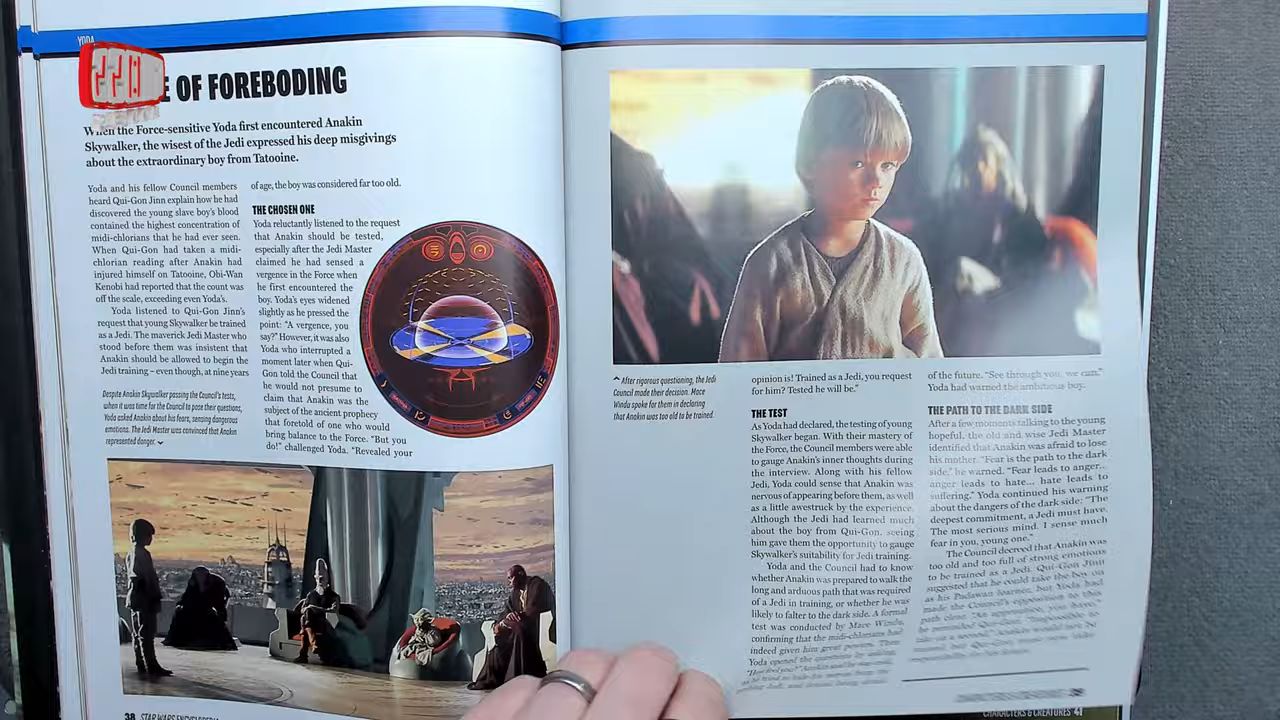 YODA
E OF FOREBODING
When the Force-sensitive Yoda first encountered Anakin
Skywalker, the wisest of the Jedi expressed his deep misgivings
about the extraordinary boy from Tatooine.
Yoda and his fellow Council members
heard Qui-Gon Jinn explain how he had
discovered the young slave boy's blood
contained the highest concentration of
midi-chlorians that he had ever seen.
When Qui-Gon had taken a midi-
chlorian reading after Anakin had
injured himself on Tatooine, Obi-Wan
Kenobi had reported that the count was
off the scale, exceeding even Yoda's.
Yoda listened to Qui-Gon Jinn's
request that young Skywalker be trained
as a Jedi. The maverick Jedi Master who
stood before them was insistent that
Anakin should be allowed to begin the
Jedi training – even though, at nine years
Despite Anakin Skywalker passing the Council's tests,
when it was time for the Council to pose their questions,
Yoda asked Anakin about his fears, sensing dangerous
emotions. The Jedi Master was convinced that Anakin
represented danger.
of age, the boy was considered far too old.
THE CHOSEN ONE
Yoda reluctantly listened to the request
that Anakin should be tested,
especially after the Jedi Master
claimed he had sensed a
vergence in the Force when
he first encountered the
boy. Yoda's eyes widened
slightly as he pressed the
point: "A vergence, you
say?" However, it was also
Yoda who interrupted a
moment later when Qui-
Gon told the Council that
he would not presume to
claim that Anakin was the
subject of the ancient prophecy
that foretold of one who would
bring balance to the Force. "But you
do!" challenged Yoda. "Revealed your
38 STAR WARS ENCYCLOPEDIA
After rigorous questioning, the Jedi
Council made their decision. Mace
Windu spoke for them in declaring
that Anakin was too old to be trained.
opinion is! Trained as a Jedi, you request
for him? Tested he will be."
THE TEST
As Yoda had declared, the testing of young
Skywalker began. With their mastery of
the Force, the Council members were able
to gauge Anakin's inner thoughts during
the interview. Along with his fellow
Jedi, Yoda could sense that Anakin was
nervous of appearing before them, as well
as a little awestruck by the experience.
Although the Jedi had learned much
about the boy from Qui-Gon, seeing
him gave them the opportunity to gauge
Skywalker's suitability for Jedi training.
Yoda and the Council had to know
whether Anakin was prepared to walk the
long and arduous path that was required
of a Jedi in training, or whether he was
likely to falter to the dark side. A formal
test was conducted by Mace Windu,
confirming that the midi-chlorians had
indeed given him great powers. Then
Yoda opened the questions by asking,
"How feel you?" Anakin said he was cold,
of the future. "See through you, we can."
Yoda had warned the ambitious boy.
THE PATH TO THE DARK SIDE
After a few moments talking to the young
hopeful, the old and wise Jedi Master
identified that Anakin was afraid to lose
his mother. "Fear is the path to the dark
side," he warned. "Fear leads to anger...
anger leads to hate... hate leads to
suffering." Yoda continued his warning
about the dangers of the dark side: "The
deepest commitment, a Jedi must have.
The most serious mind. I sense much
fear in you, young one."
The Council decreed that Anakin was
too old and too full of strong emotions
to be trained as a Jedi. Qui-Gon Jinn
suggested that he could take the boy on
as his Padawan learner, but Yoda had
made the Council's opposition to this
CHARACTERS & CREATURES 41